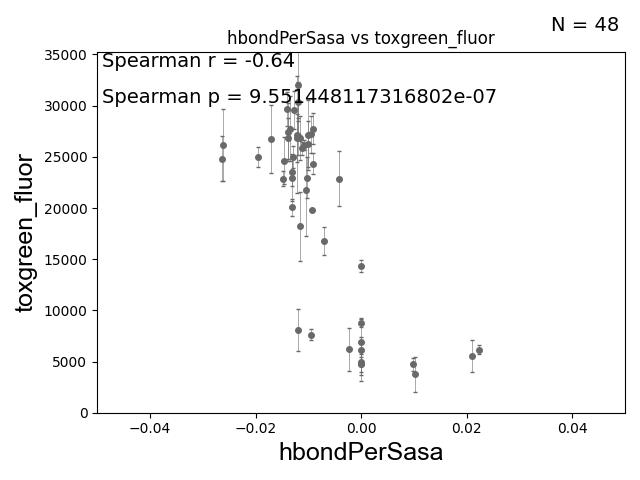 N = 48
hbondPerSasa vs toxgreen_fluor
Spearman r = -0.64
Spearman p = 9.551448117316802e-07
35000
30000
25000
20000
15000
10000
5000
0
toxgreen_fluor
−0.04 −0.02 0.00 0.02 0.04
hbondPerSasa